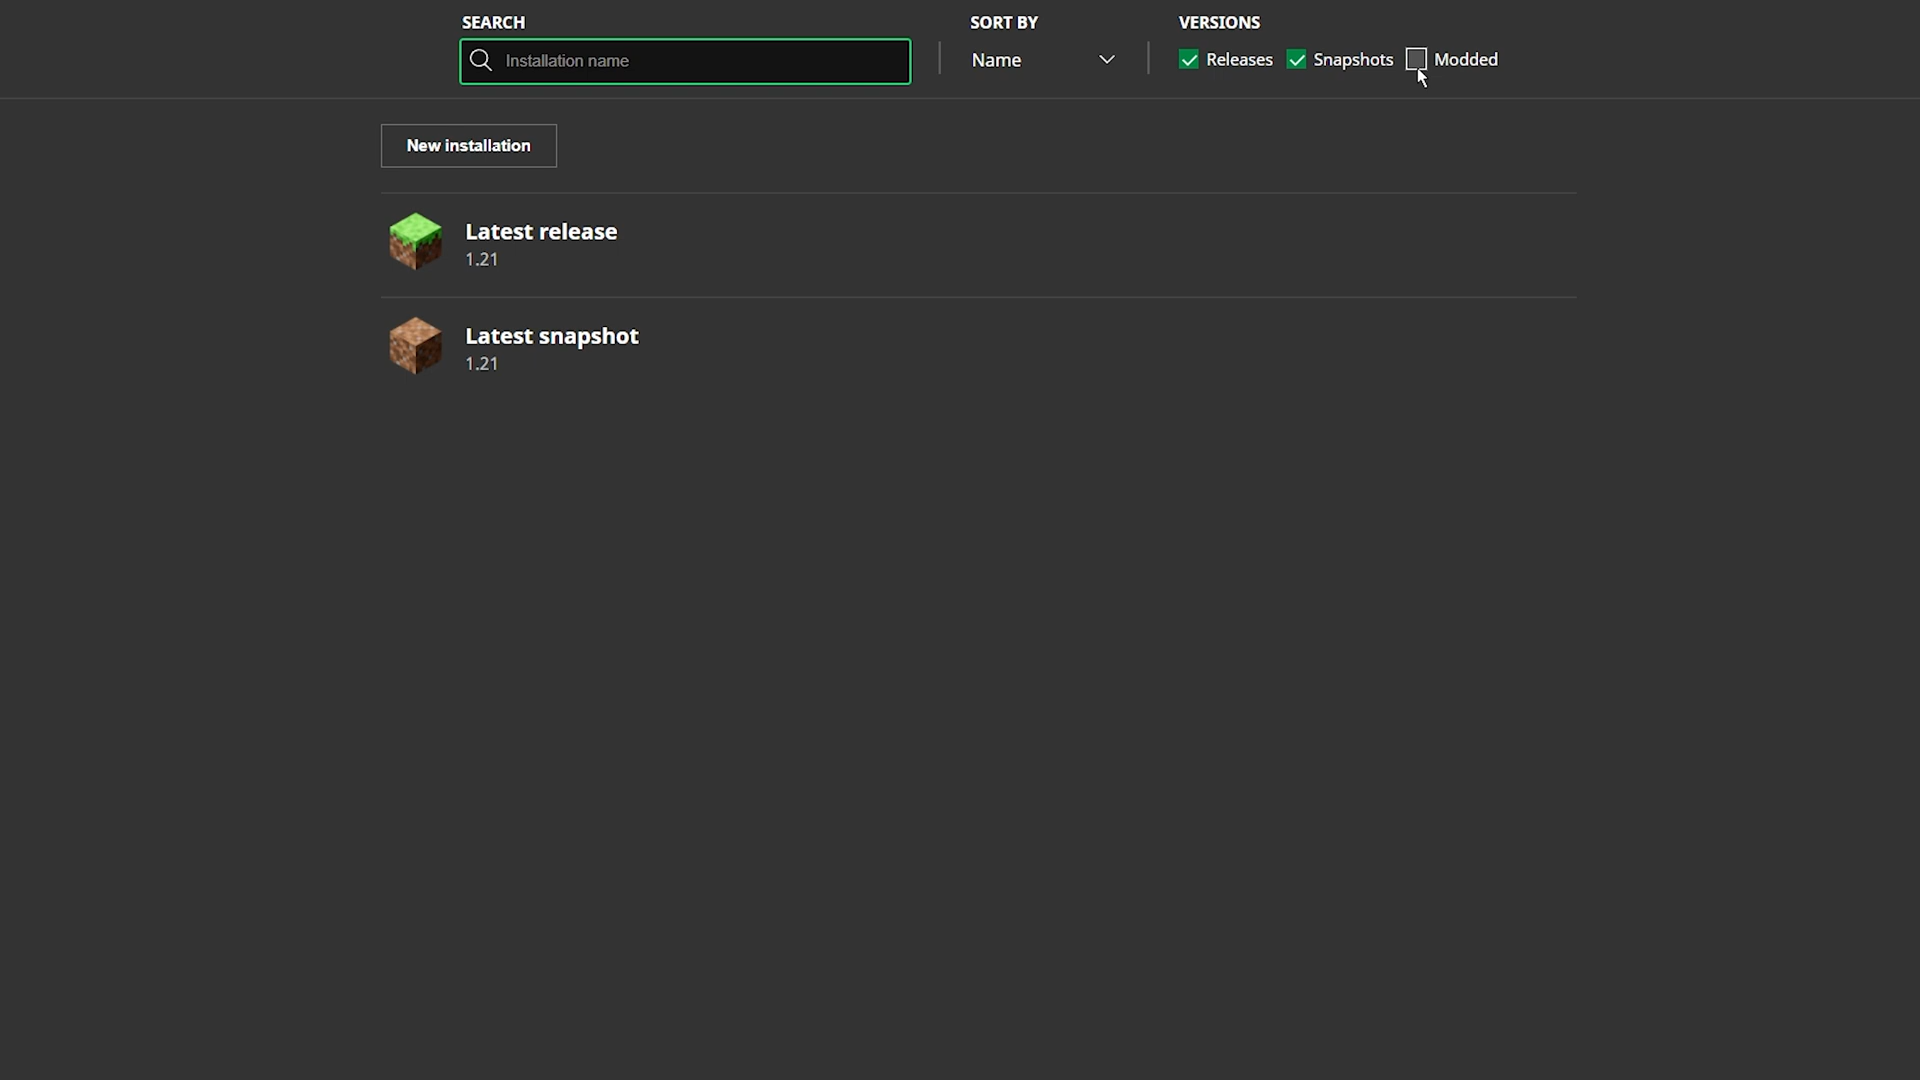 SEARCH
SORT BY
VERSIONS
Installation name
Name
Releases
Snapshots
Modded
New installation
Latest release
1.21
Latest snapshot
1.21